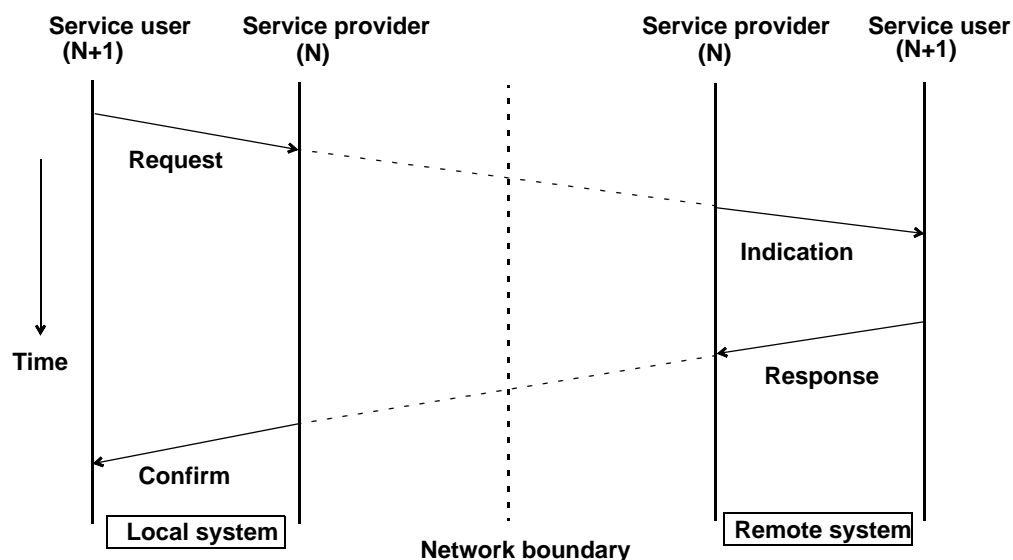 Service user
(N+1)
Service provider
(N)
Service provider
(N)
Service user
(N+1)
Request
Indication
Time
Response
Confirm
Local system
Remote system
Network boundary